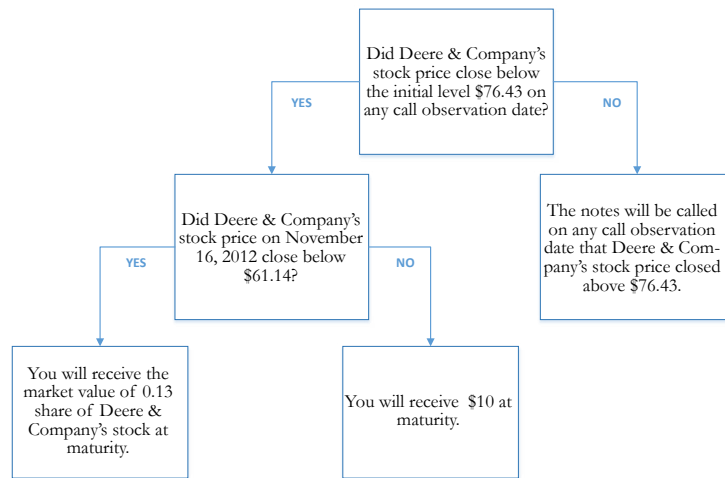 Did Deere & Company's
stock price close below
the initial level $76.43 on
any call observation date?
YES
NO
Did Deere & Company's
stock price on November
16, 2012 close below
$61.14?
The notes will be called
on any call observation
date that Deere & Com-
pany's stock price closed
above $76.43.
YES
NO
You will receive the
market value of 0.13
share of Deere &
Company's stock at
maturity.
You will receive $10 at
maturity.